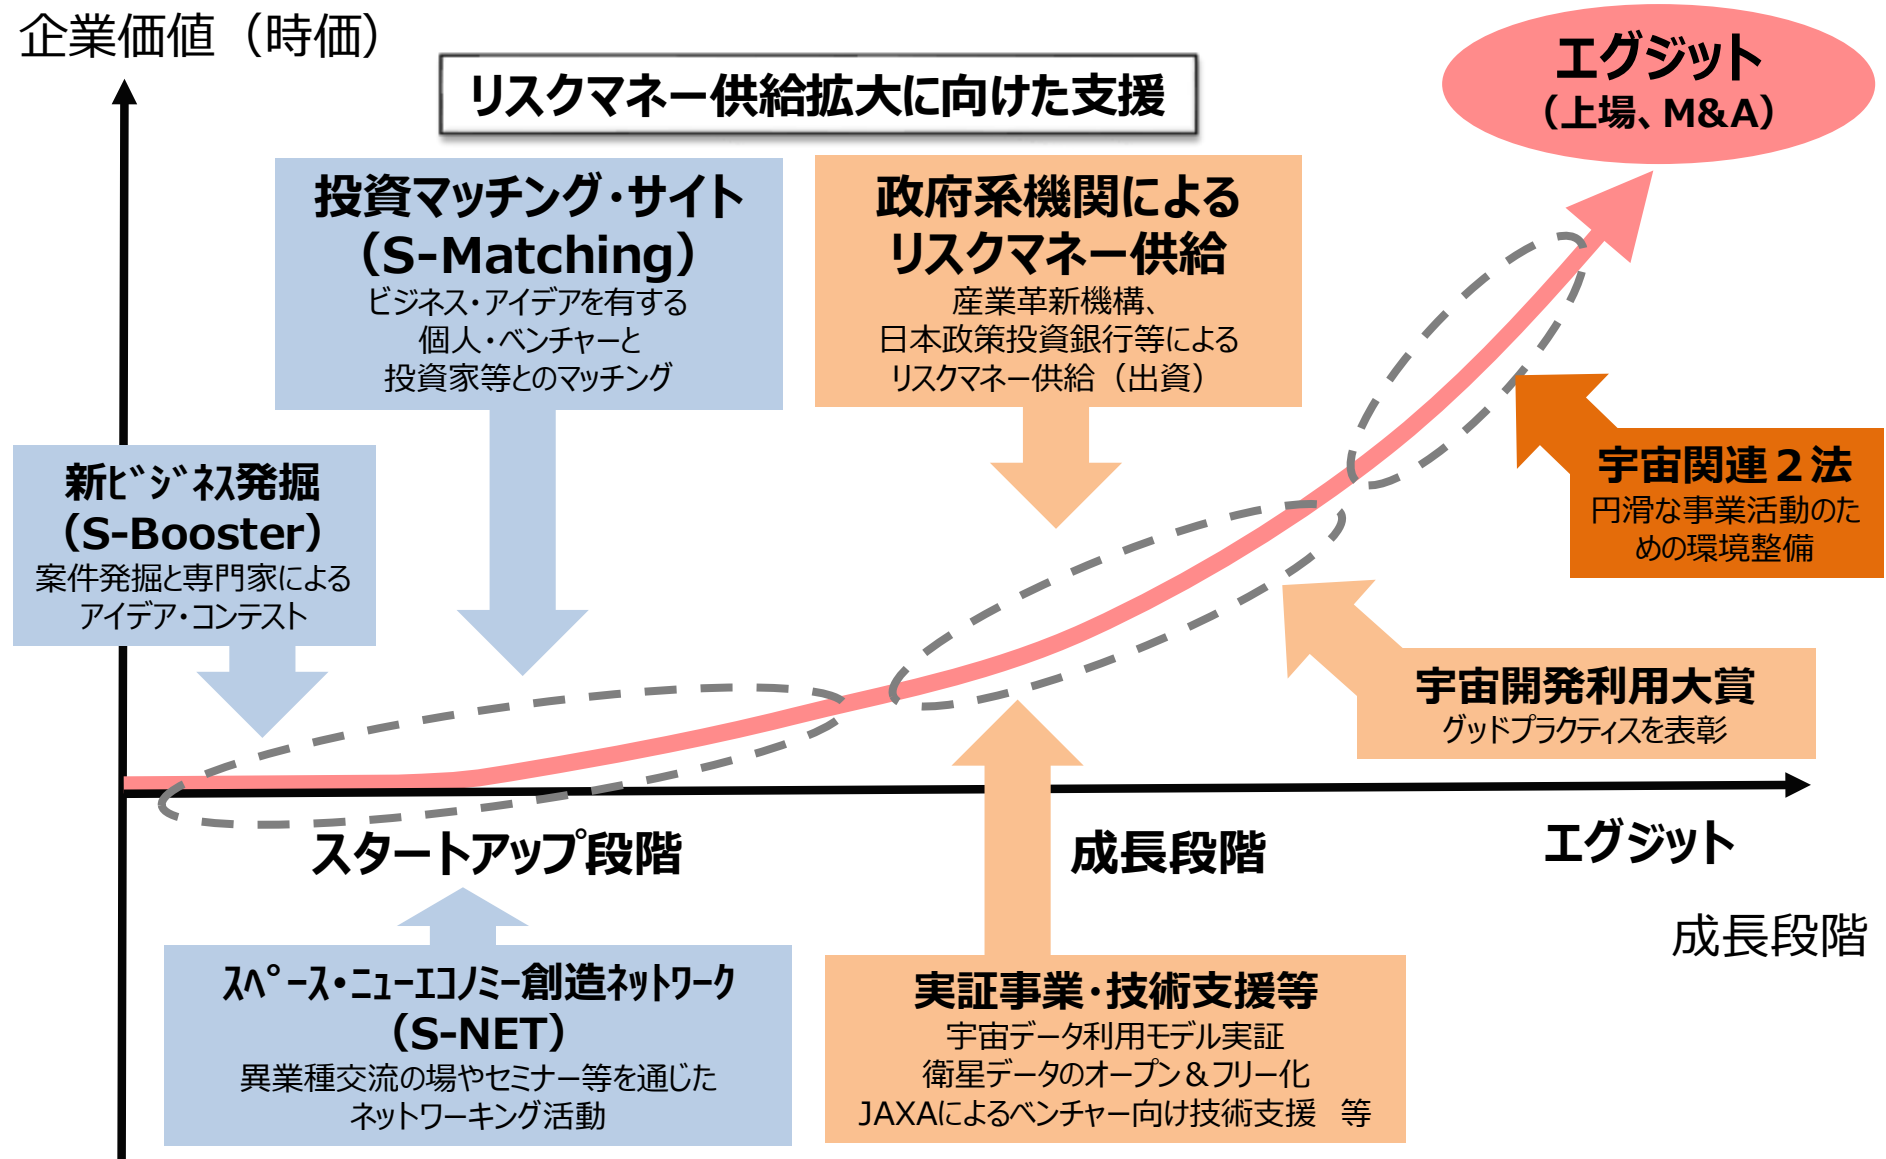 企業価値（時価）
リスクマネー供給拡大に向けた支援
エグジット
（上場、M&A）
投資マッチング・サイト
（S-Matching）
ビジネス・アイデアを有する
個人・ベンチャーと
投資家等とのマッチング
政府系機関による
リスクマネー供給
産業革新機構、
日本政策投資銀行等による
リスクマネー供給（出資）
新ﾋﾞｼﾞﾈｽ発掘
（S-Booster）
案件発掘と専門家による
アイデア・コンテスト
宇宙関連２法
円滑な事業活動のた
めの環境整備
宇宙開発利用大賞
グッドプラクティスを表彰
スタートアップ段階
成長段階
エグジット
成長段階
ｽﾍﾟｰｽ・ﾆｭｰｴｺﾉﾐｰ創造ﾈｯﾄﾜｰｸ
（S-NET）
異業種交流の場やセミナー等を通じた
ネットワーキング活動
実証事業・技術支援等
宇宙データ利用モデル実証
衛星データのオープン＆フリー化
JAXAによるベンチャー向け技術支援　等